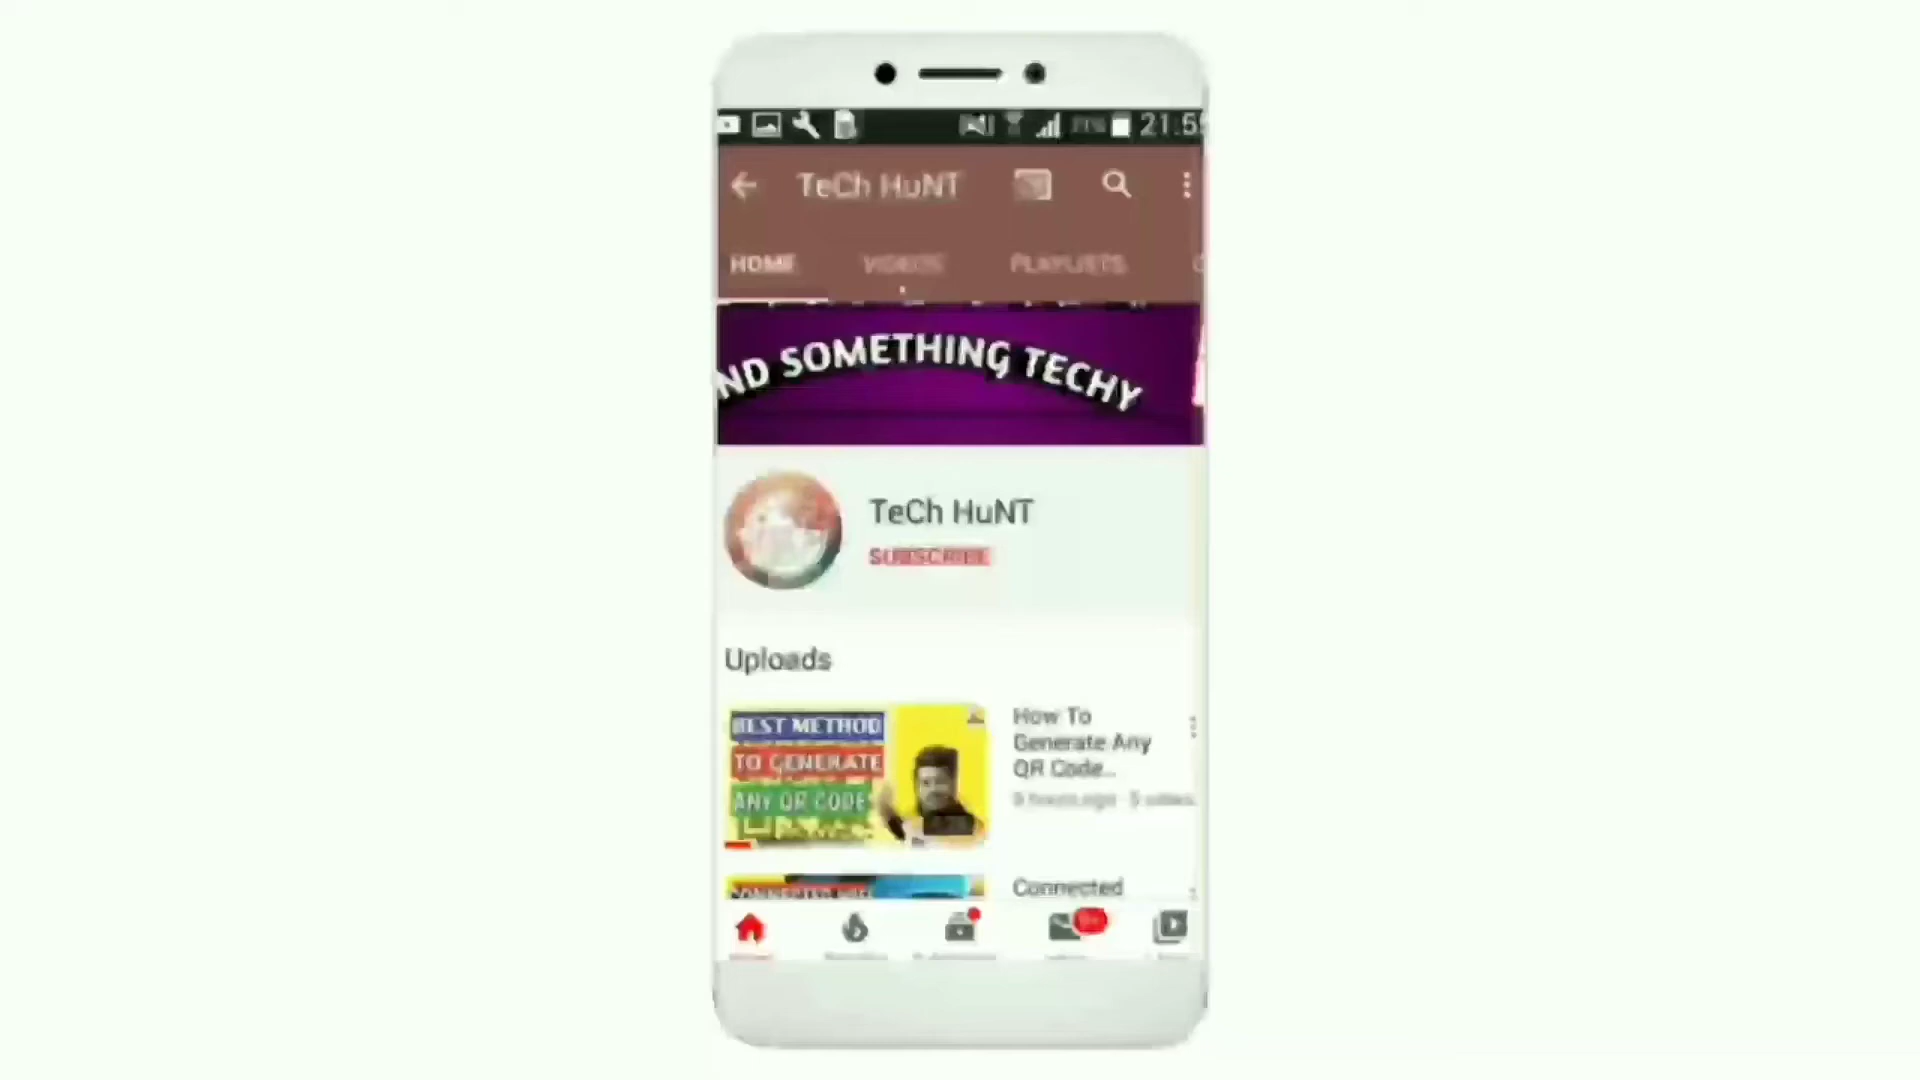 21:5
TeCh HuNT
HOME VIDEOS PLAYLISTS
ND SOMETHING TECHY
TeCh HuNT
SUBSCRIBE
Uploads
BEST METHOD
TO GENERATE
ANY QR CODE
How To
Generate Any
QR Code...
Connected